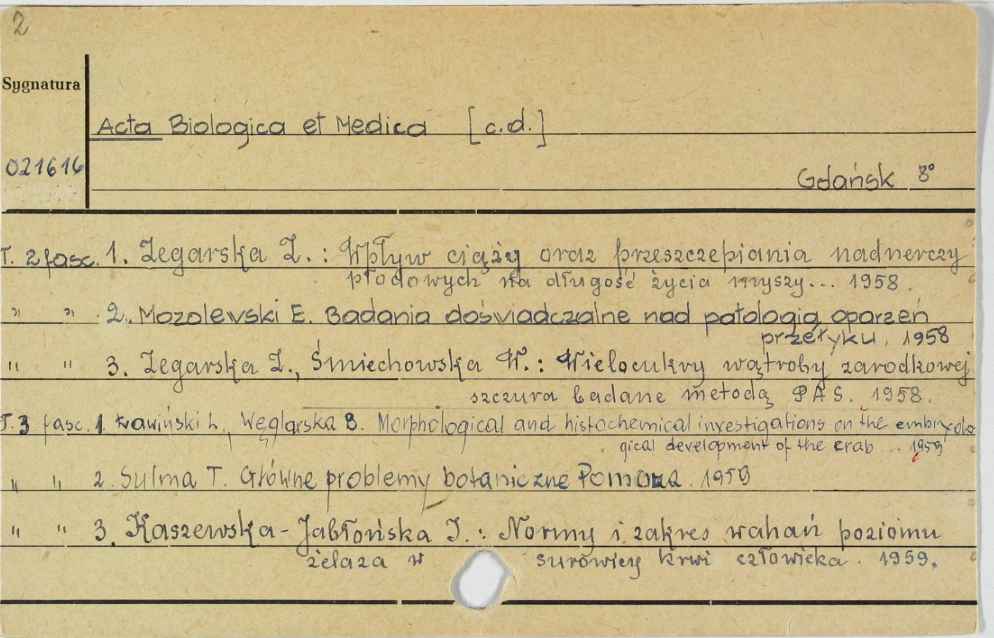 2
Sygnatura
Acta Biologica et Medica [c.d.]
021616
Gdańsk 8°
T. 2 fasc. 1. Zegarska Z. : Wpływ ciąży oraz przeszczepiania nadnerczy
płodowych na długość życia myszy... 1958.
" " 2. Mozolewski E. Badania doświadczalne nad patologią oparzeń
przełyku, 1958
" " 3. Zegarska Z., Śmiechowska W. : Wielocukry wątroby zarodkowej
szczura badane metodą PAS. 1958.
T. 3 fasc. 1. Ławiński L., Węglarska B. Morphological and histochemical investigations on the embryolo
gical development of the crab ... 1959
" " 2. Sulma T. Główne problemy botaniczne Pomorza. 1959
" " 3. Kaszewska-Jabłońska I. : Normy i zakres wahań poziomu
żelaza w surowicy krwi człowieka. 1959.